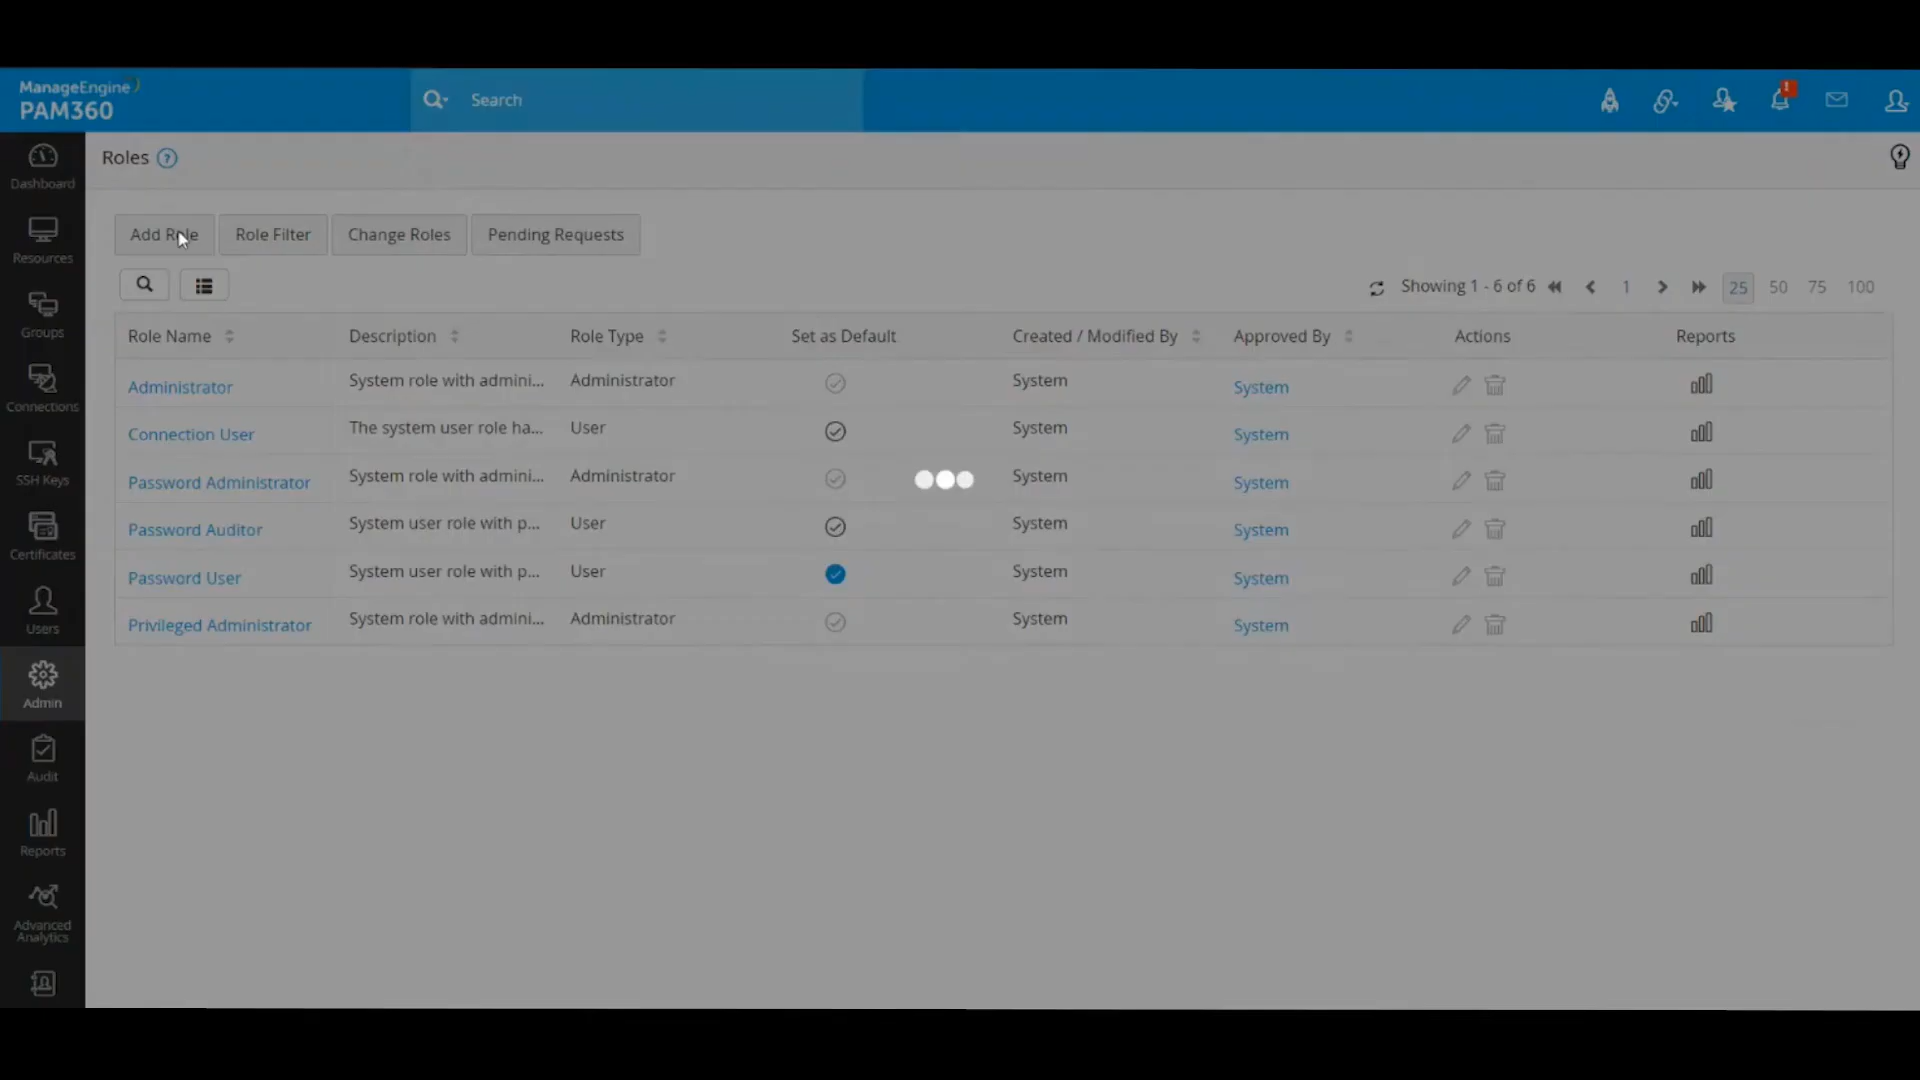 ManageEngine
PAM360
Search
Roles ?
Dashboard
Resources
Groups
Connections
SSH Keys
Certificates
Users
Admin
Audit
Reports
Advanced
Analytics
Add Role
Role Filter
Change Roles
Pending Requests
Showing 1 - 6 of 6
1
25 50 75 100
Role Name Description Role Type Set as Default Created / Modified By Approved By Actions Reports
Administrator System role with admini... Administrator System System
Connection User The system user role ha... User System System
Password Administrator System role with admini... Administrator System System
Password Auditor System user role with p... User System System
Password User System user role with p... User System System
Privileged Administrator System role with admini... Administrator System System